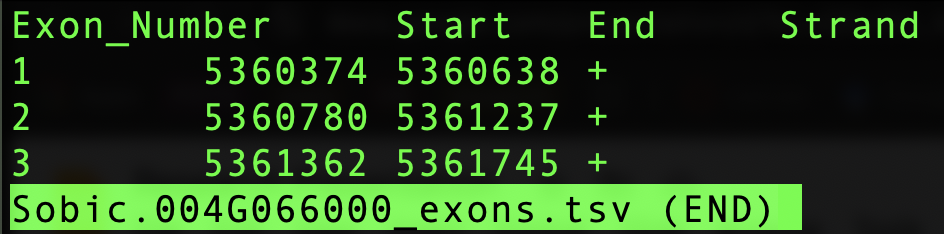 Exon_Number Start End Strand
1 5360374 5360638 +
2 5360780 5361237 +
3 5361362 5361745 +
Sobic.004G066000_exons.tsv (END)